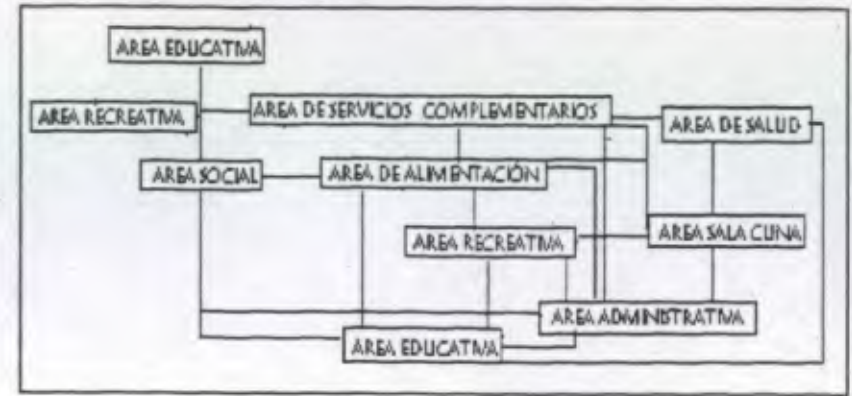 AREA EDUCATIVA
AREA RECREATIVA
AREA DE SERVICIOS COMPLEMENTARIOS
AREA DE SALUD
AREA SOCIAL
AREA DE ALIMENTACIÓN
AREA RECREATIVA
AREA SALA CUNA
AREA ADMINISTRATIVA
AREA EDUCATIVA